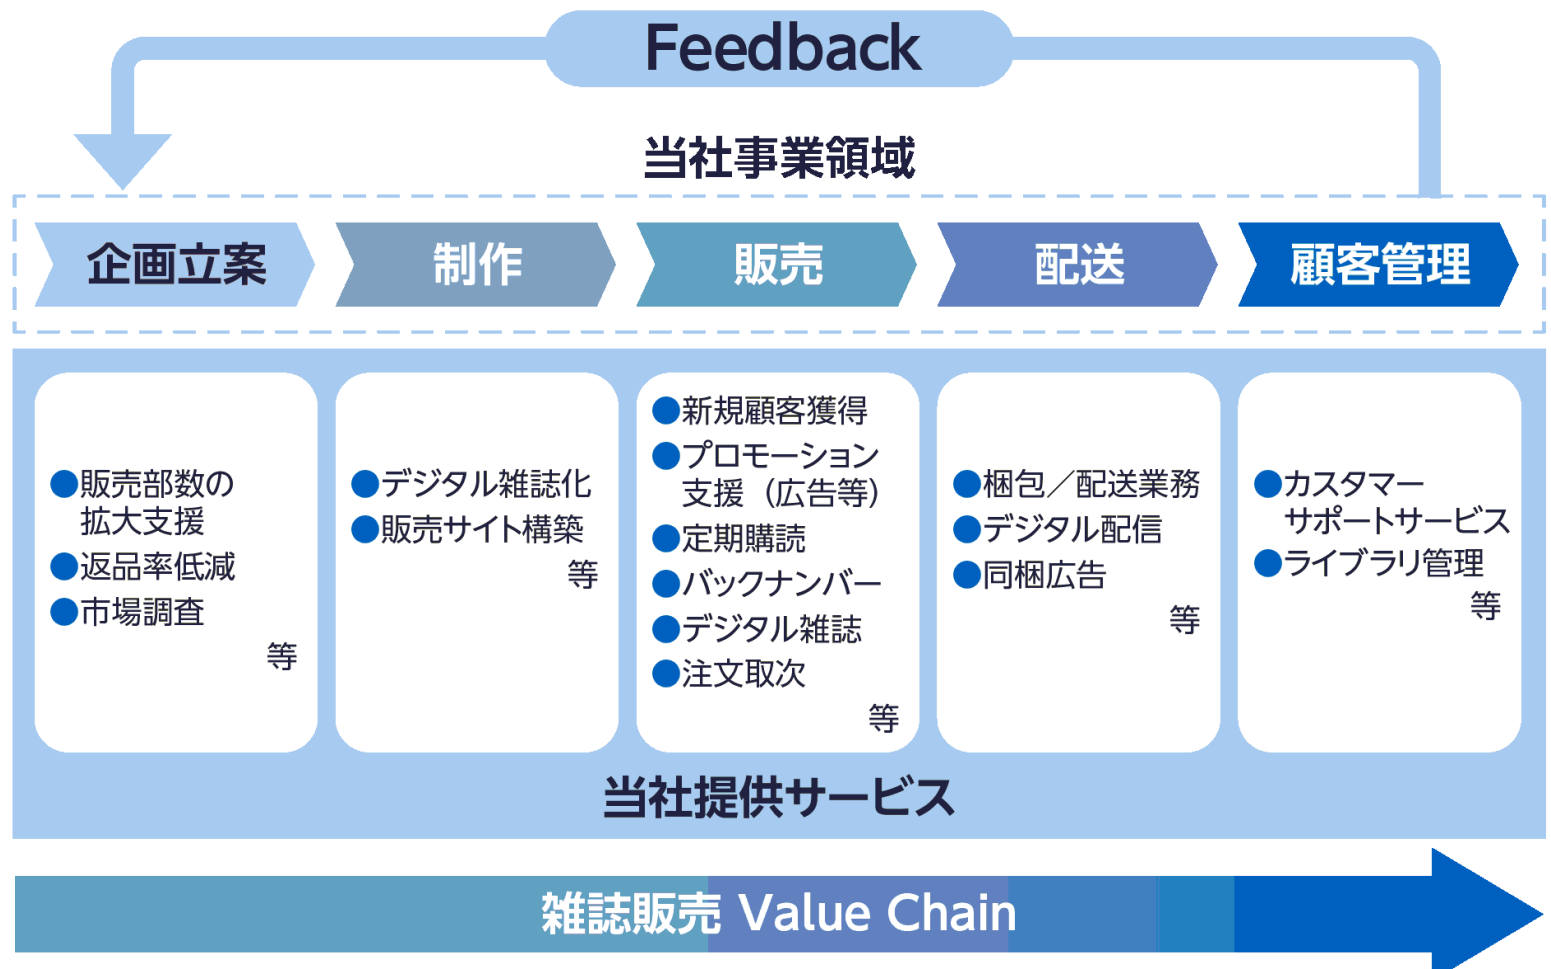 Feedback
当社事業領域
企画立案
制作
販売
配送
顧客管理
●販売部数の
拡大支援
●返品率低減
●市場調査
等
●デジタル雑誌化
●販売サイト構築
等
●新規顧客獲得
●プロモーション
支援（広告等）
●定期購読
●バックナンバー
●デジタル雑誌
●注文取次
等
●梱包／配送業務
●デジタル配信
●同梱広告
等
●カスタマー
サポートサービス
●ライブラリ管理
等
当社提供サービス
雑誌販売 Value Chain